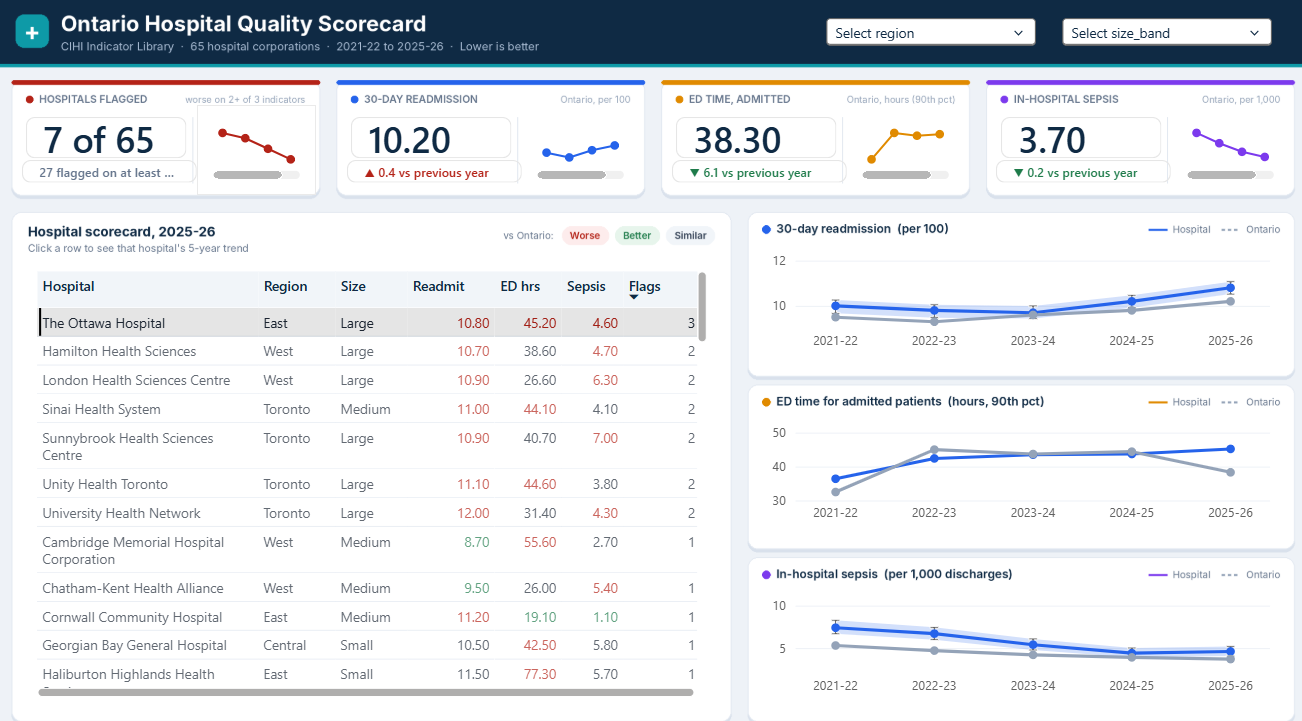 Ontario Hospital Quality Scorecard
CIHI Indicator Library · 65 hospital corporations · 2021-22 to 2025-26 · Lower is better
Select region
Select size_band
HOSPITALS FLAGGED worse on 2+ of 3 indicators
7 of 65
27 flagged on at least ...
30-DAY READMISSION Ontario, per 100
10.20
▲ 0.4 vs previous year
ED TIME, ADMITTED Ontario, hours (90th pct)
38.30
▼ 6.1 vs previous year
IN-HOSPITAL SEPSIS Ontario, per 1,000
3.70
▼ 0.2 vs previous year
Hospital scorecard, 2025-26
Click a row to see that hospital's 5-year trend
vs Ontario: Worse Better Similar
Hospital Region Size Readmit ED hrs Sepsis Flags
The Ottawa Hospital East Large 10.80 45.20 4.60 3
Hamilton Health Sciences West Large 10.70 38.60 4.70 2
London Health Sciences Centre West Large 10.90 26.60 6.30 2
Sinai Health System Toronto Medium 11.00 44.10 4.10 2
Sunnybrook Health Sciences Toronto Large 10.90 40.70 7.00 2
Centre
Unity Health Toronto Toronto Large 11.10 44.60 3.80 2
University Health Network Toronto Large 12.00 31.40 4.30 2
Cambridge Memorial Hospital West Medium 8.70 55.60 2.70 1
Corporation
Chatham-Kent Health Alliance West Medium 9.50 26.00 5.40 1
Cornwall Community Hospital East Medium 11.20 19.10 1.10 1
Georgian Bay General Hospital Central Small 10.50 42.50 5.80 1
Haliburton Highlands Health East Small 11.50 77.30 5.70 1
30-day readmission (per 100) Hospital Ontario
12
10
2021-22 2022-23 2023-24 2024-25 2025-26
ED time for admitted patients (hours, 90th pct) Hospital Ontario
50
40
30
2021-22 2022-23 2023-24 2024-25 2025-26
In-hospital sepsis (per 1,000 discharges) Hospital Ontario
10
5
2021-22 2022-23 2023-24 2024-25 2025-26